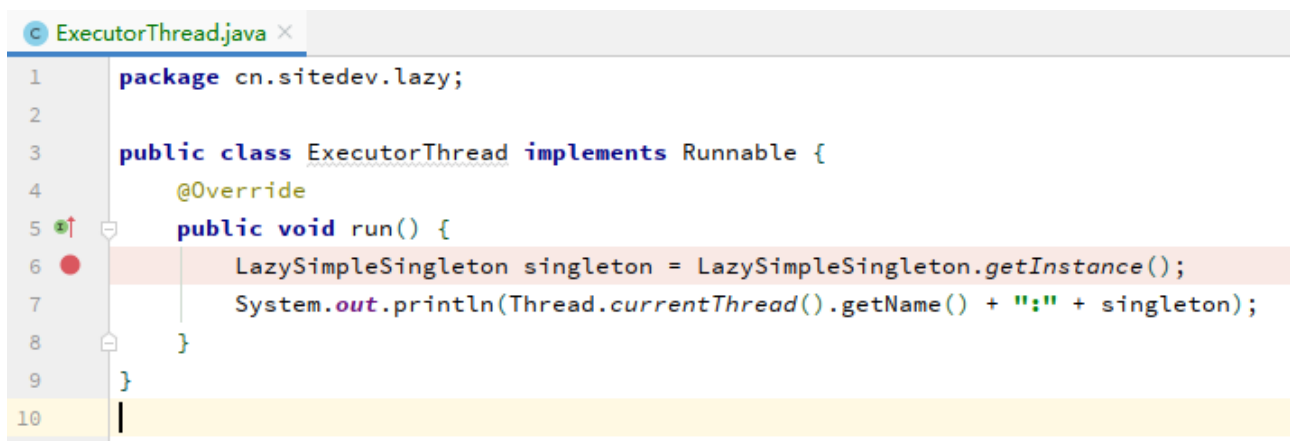 C ExecutorThread.java ×
1 package cn.sitedev.lazy;
2
3 public class ExecutorThread implements Runnable {
4     @Override
5     public void run() {
6         LazySimpleSingleton singleton = LazySimpleSingleton.getInstance();
7         System.out.println(Thread.currentThread().getName() + ":" + singleton);
8     }
9 }
10